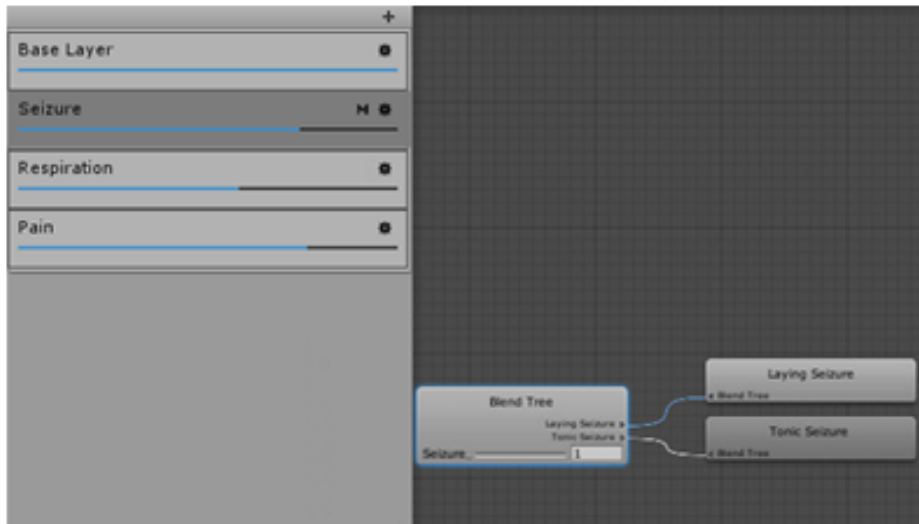 +
Base Layer
Seizure M
Respiration
Pain
Blend Tree
Laying Seizure
Tonic Seizure
Seizure_ 1
Laying Seizure
Blend Tree
Tonic Seizure
Blend Tree